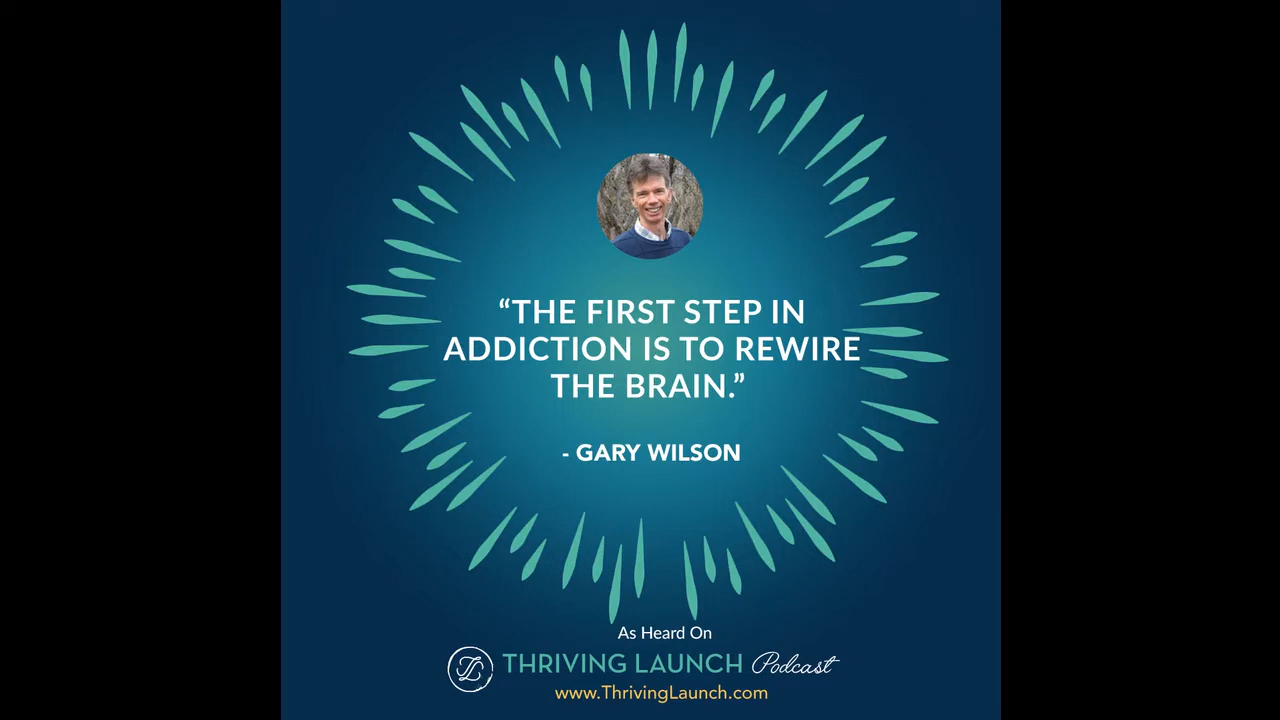 “THE FIRST STEP IN
ADDICTION IS TO REWIRE
THE BRAIN.”
- GARY WILSON
As Heard On
TL THRIVING LAUNCH Podcast
www.ThrivingLaunch.com